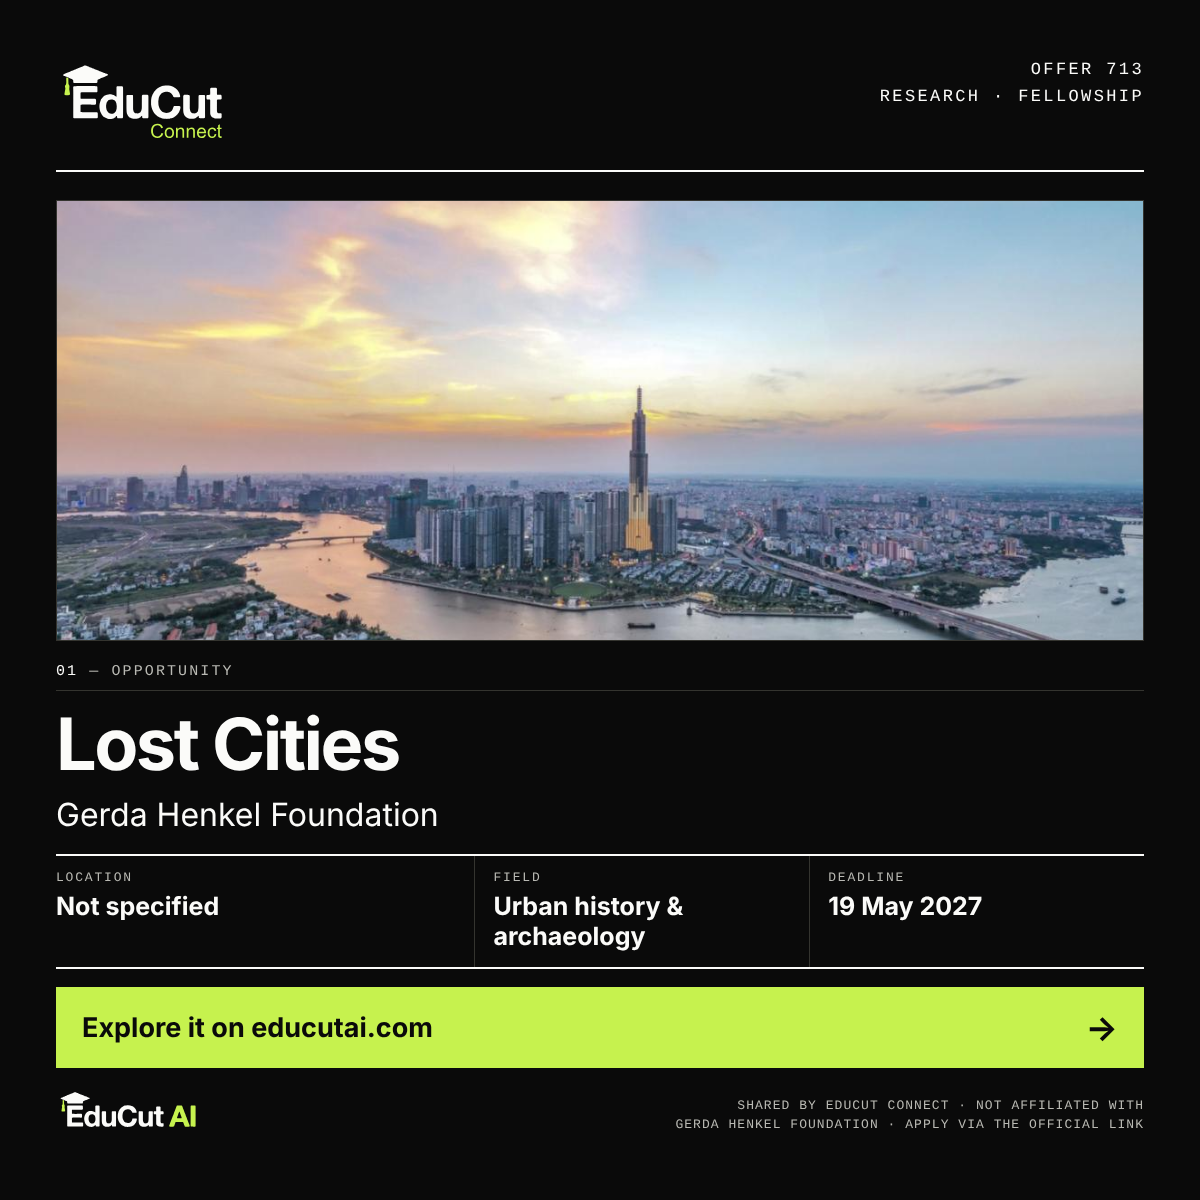 EduCut
Connect
OFFER 713
RESEARCH · FELLOWSHIP
01 — OPPORTUNITY
Lost Cities
Gerda Henkel Foundation
LOCATION
Not specified
FIELD
Urban history &
archaeology
DEADLINE
19 May 2027
Explore it on educutai.com →
EduCut AI
SHARED BY EDUCUT CONNECT · NOT AFFILIATED WITH
GERDA HENKEL FOUNDATION · APPLY VIA THE OFFICIAL LINK